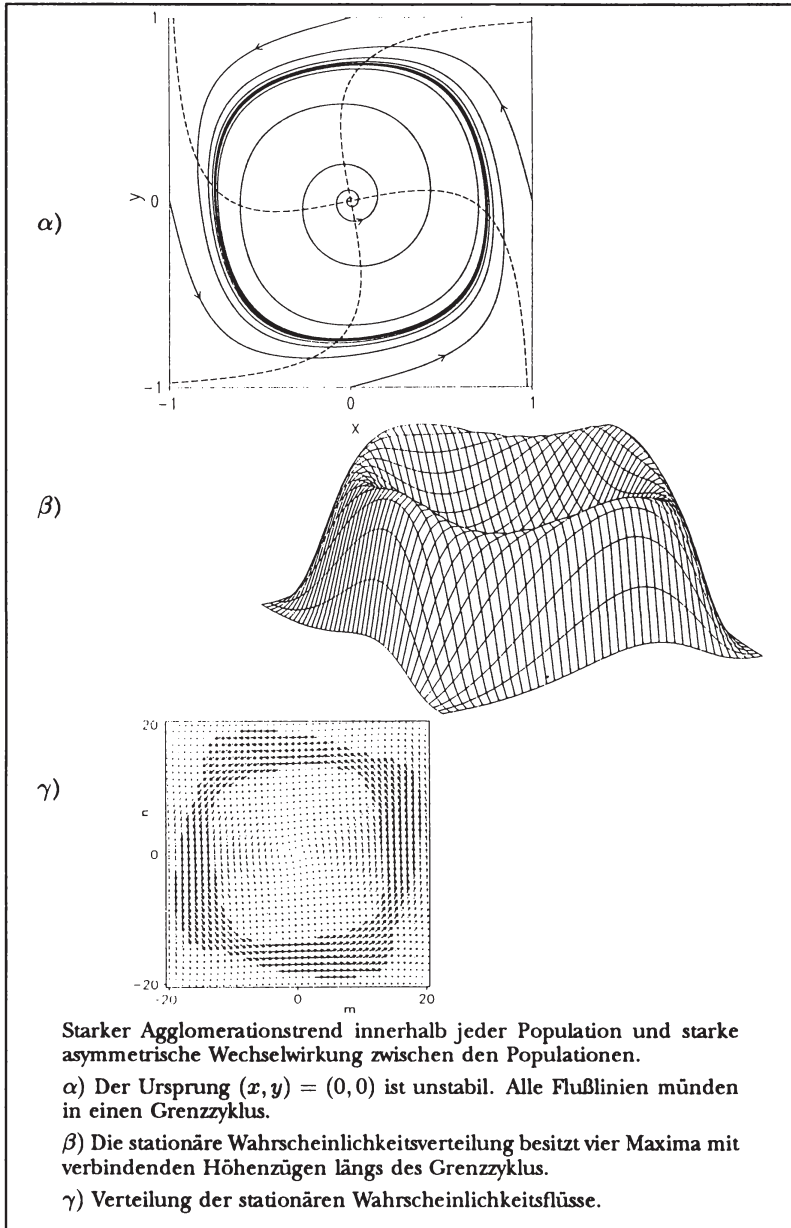 1
α)
y
0
-1
-1
0
1
x
β)
20
10
γ)
n
0
-20
-20
0
20
m
Starker Agglomerationstrend innerhalb jeder Population und starke
asymmetrische Wechselwirkung zwischen den Populationen.
α) Der Ursprung (x, y) = (0, 0) ist unstabil. Alle Flußlinien münden
in einen Grenzzyklus.
β) Die stationäre Wahrscheinlichkeitsverteilung besitzt vier Maxima mit
verbindenden Höhenzügen längs des Grenzzyklus.
γ) Verteilung der stationären Wahrscheinlichkeitsflüsse.